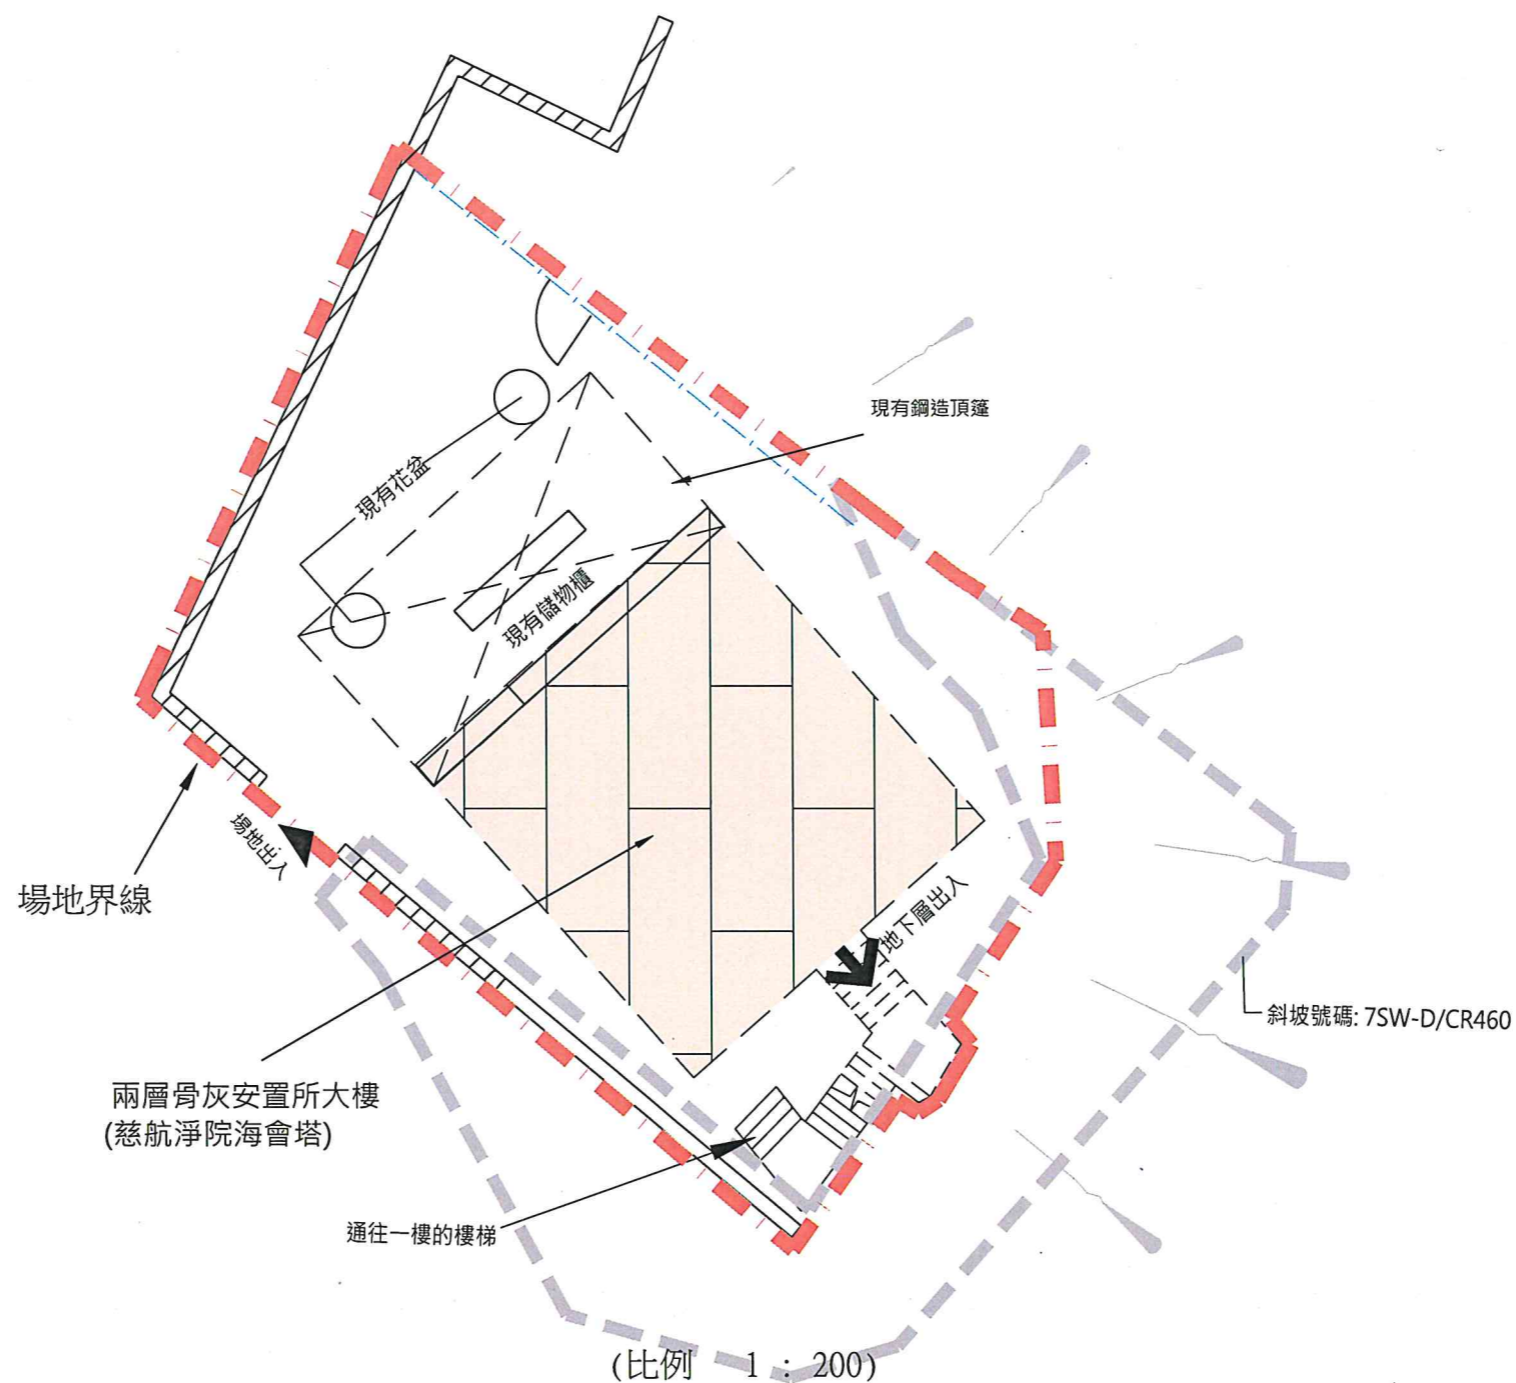 現有鋼造頂篷
現有花盆
現有儲物櫃
場地出入
場地界線
地下層出入
斜坡號碼: 7SW-D/CR460
兩層骨灰安置所大樓
(慈航淨院海會塔)
通往一樓的樓梯
(比例 1 : 200)